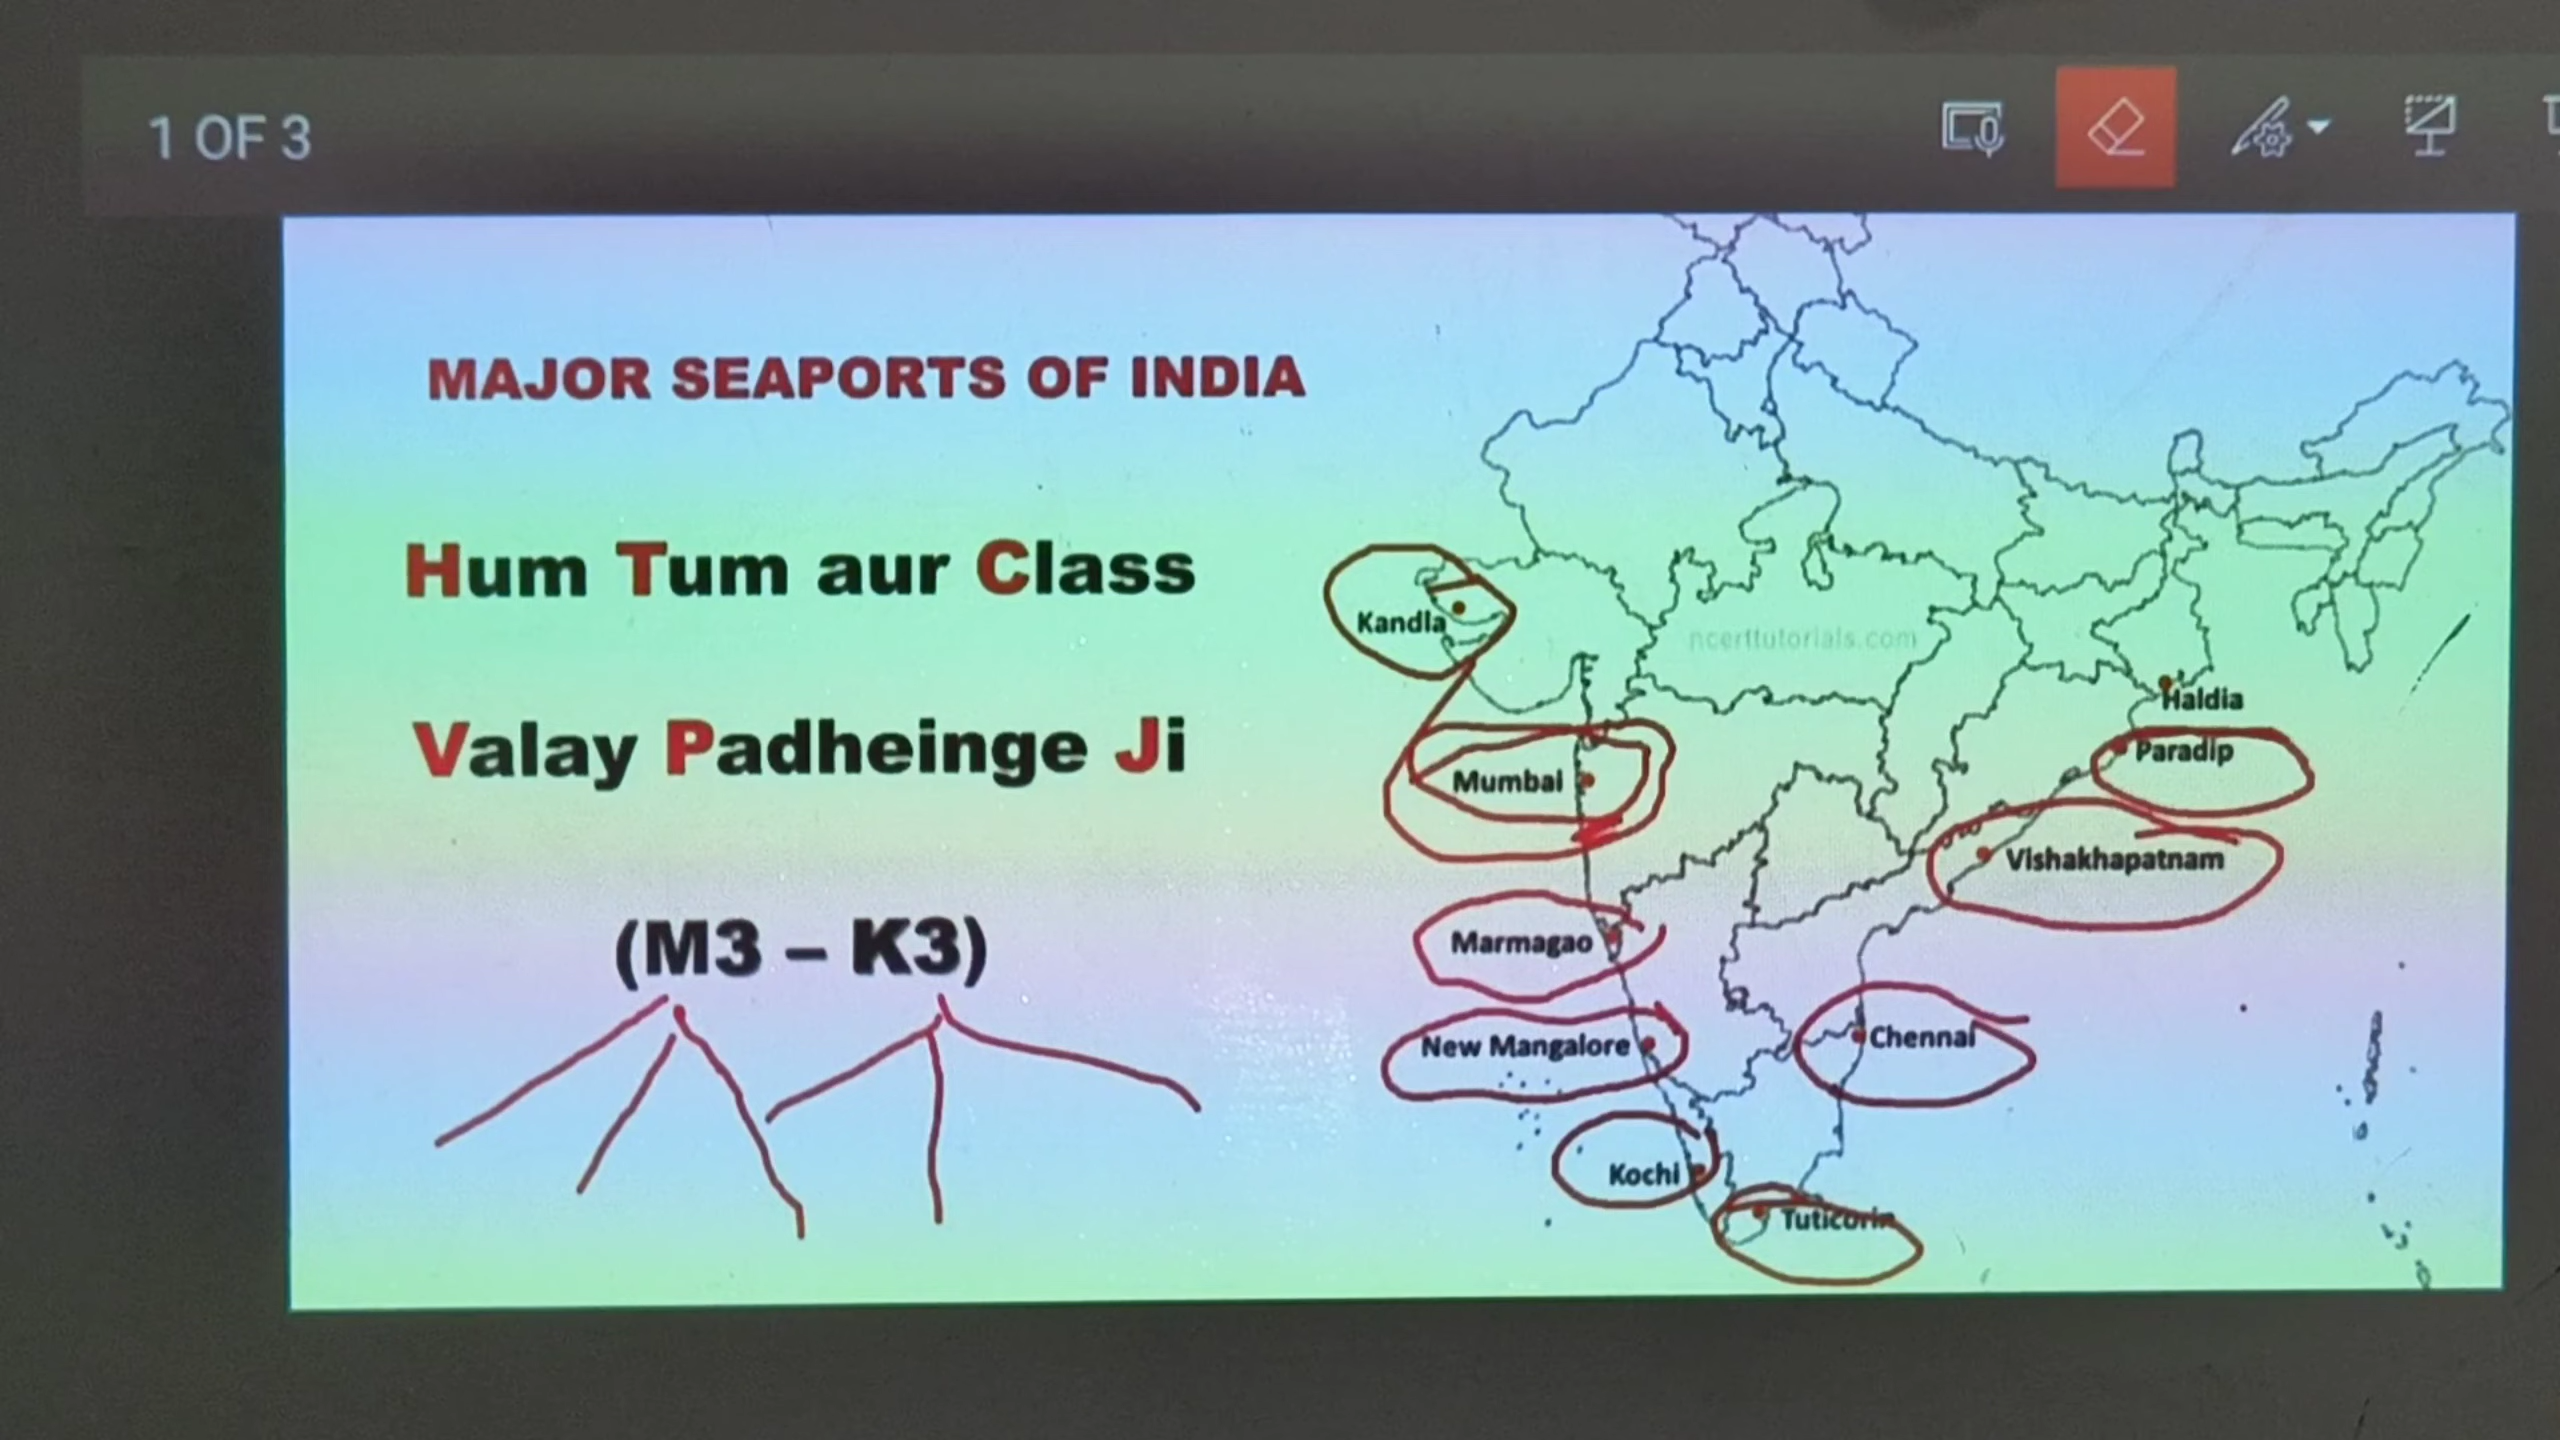 1 OF 3
MAJOR SEAPORTS OF INDIA
Hum Tum aur Class
Valay Padheinge Ji
(M3 – K3)
Kandla
ncerttutorials.com
Haldia
Paradip
Mumbai
Vishakhapatnam
Marmagao
New Mangalore
Chennai
Kochi
Tuticorin